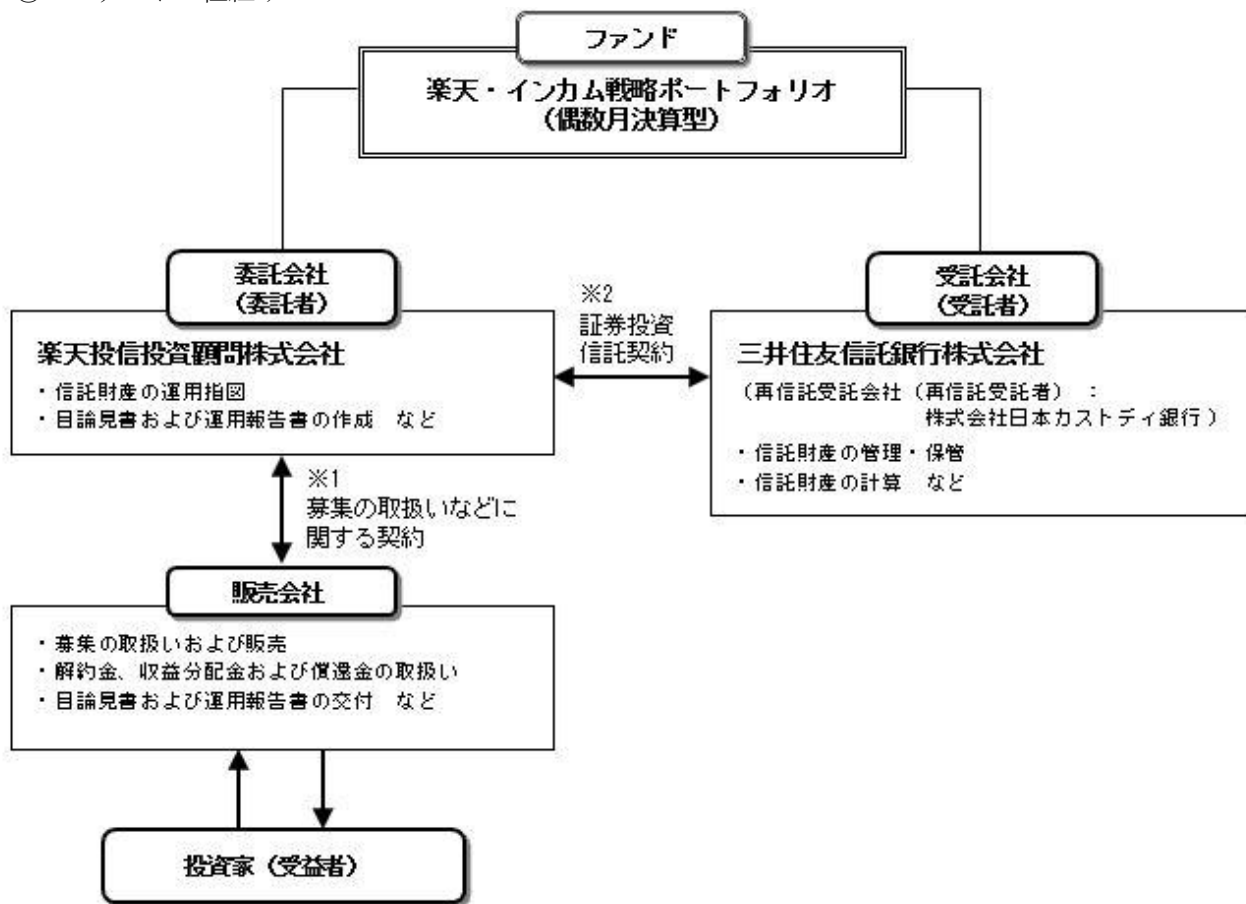 ファンド
楽天・インカム戦略ポートフォリオ
（偶数月決算型）
委託会社
（委託者）
楽天投信投資顧問株式会社
・信託財産の運用指図
・目論見書および運用報告書の作成　など
※2
証券投資
信託契約
受託会社
（受託者）
三井住友信託銀行株式会社
（再信託受託会社（再信託受託者）：
株式会社日本カストディ銀行）
・信託財産の管理・保管
・信託財産の計算　など
※1
募集の取扱いなどに
関する契約
販売会社
・募集の取扱いおよび販売
・解約金、収益分配金および償還金の取扱い
・目論見書および運用報告書の交付　など
投資家（受益者）